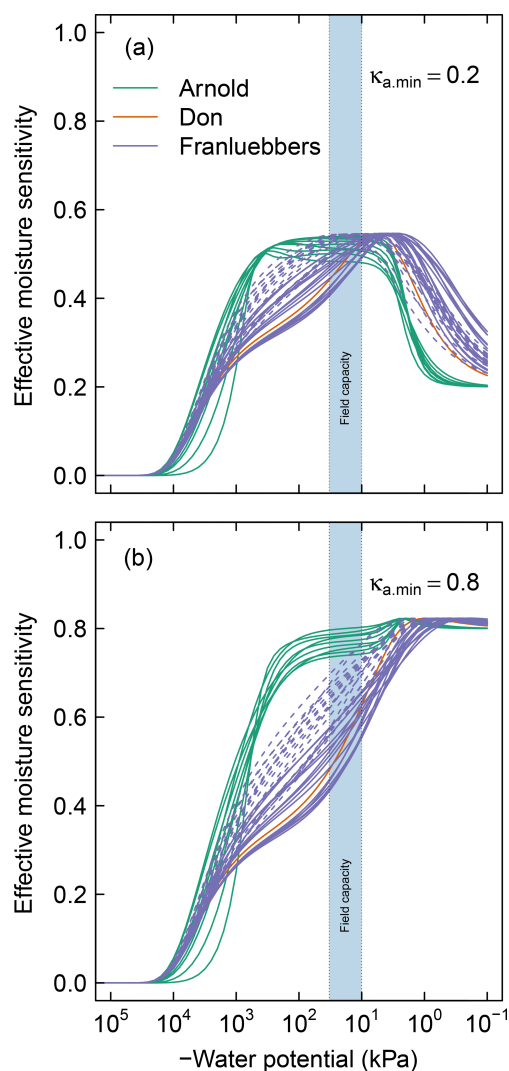 (a)
κa.min = 0.2
Arnold
Don
Franluebbers
Effective moisture sensitivity
1.0
0.8
0.6
0.4
0.2
0.0
Field capacity
(b)
κa.min = 0.8
Effective moisture sensitivity
1.0
0.8
0.6
0.4
0.2
0.0
Field capacity
10⁵ 10⁴ 10³ 10² 10¹ 10⁰ 10⁻¹
−Water potential (kPa)